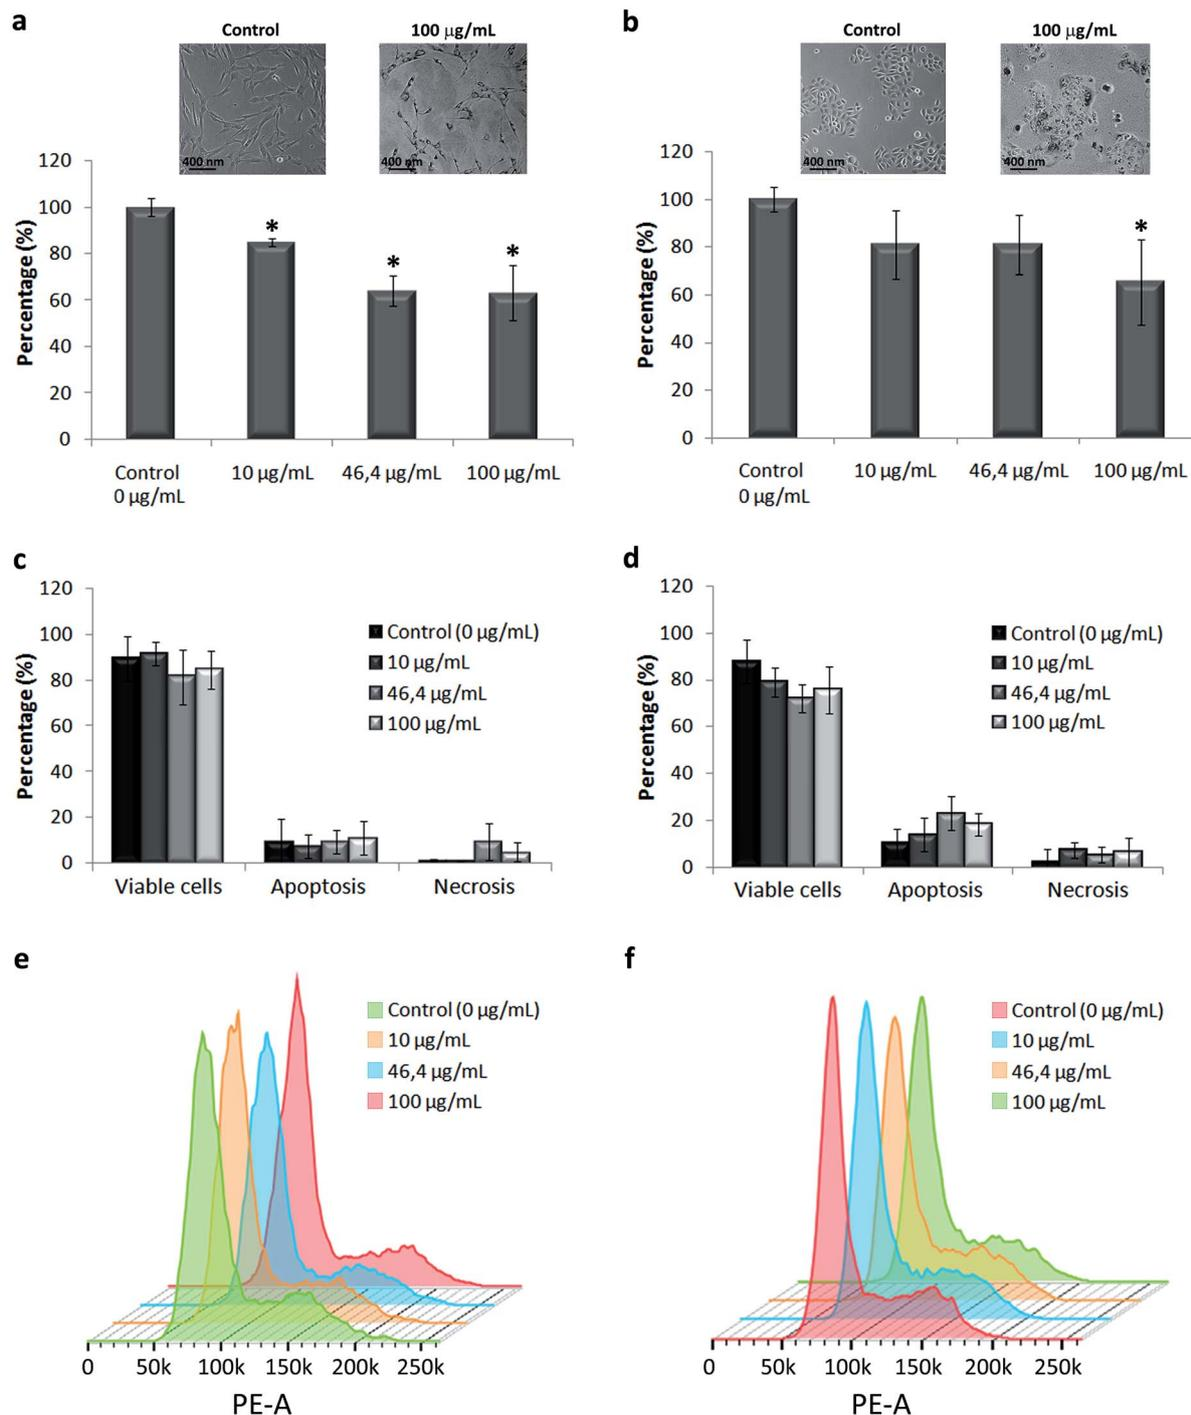 a
Control
100 µg/mL
400 nm
400 nm
Percentage (%)
120
100
80
60
40
20
0
*
*
*
Control
0 µg/mL
10 µg/mL
46,4 µg/mL
100 µg/mL
b
Control
100 µg/mL
400 nm
400 nm
Percentage (%)
120
100
80
60
40
20
0
*
Control
0 µg/mL
10 µg/mL
46,4 µg/mL
100 µg/mL
c
Percentage (%)
120
100
80
60
40
20
0
Control (0 µg/mL)
10 µg/mL
46,4 µg/mL
100 µg/mL
Viable cells
Apoptosis
Necrosis
d
Percentage (%)
120
100
80
60
40
20
0
Control (0 µg/mL)
10 µg/mL
46,4 µg/mL
100 µg/mL
Viable cells
Apoptosis
Necrosis
e
Control (0 µg/mL)
10 µg/mL
46,4 µg/mL
100 µg/mL
0 50k 100k 150k 200k 250k
PE-A
f
Control (0 µg/mL)
10 µg/mL
46,4 µg/mL
100 µg/mL
0 50k 100k 150k 200k 250k
PE-A